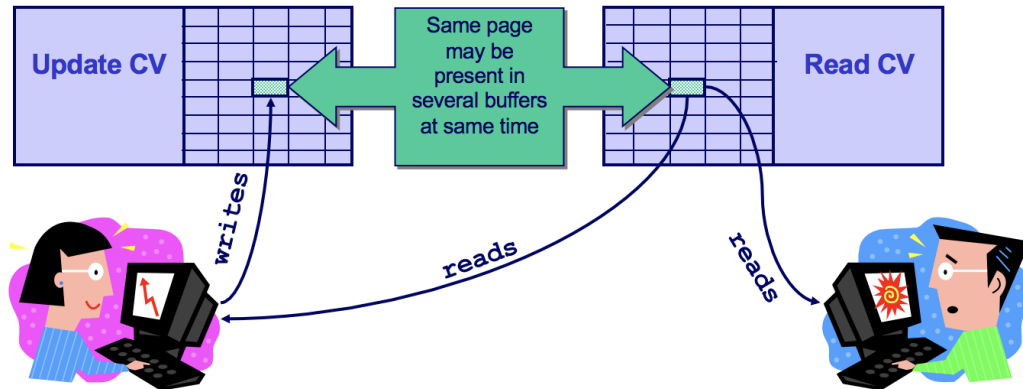 Update CV
Same page
may be
present in
several buffers
at same time
Read CV
writes
reads
reads